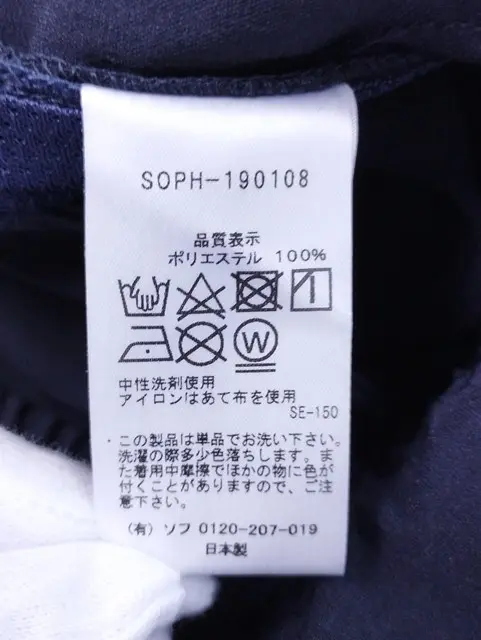 SOPH-190108
品質表示
ポリエステル 100%
W
中性洗剤使用
アイロンはあて布を使用
SE-150
・この製品は単品でお洗い下さい。
洗濯の際多少色落ちします。ま
た着用中摩擦でほかの物に色が
付くことがありますので、ご注
意下さい。
(有) ソフ 0120-207-019
日本製